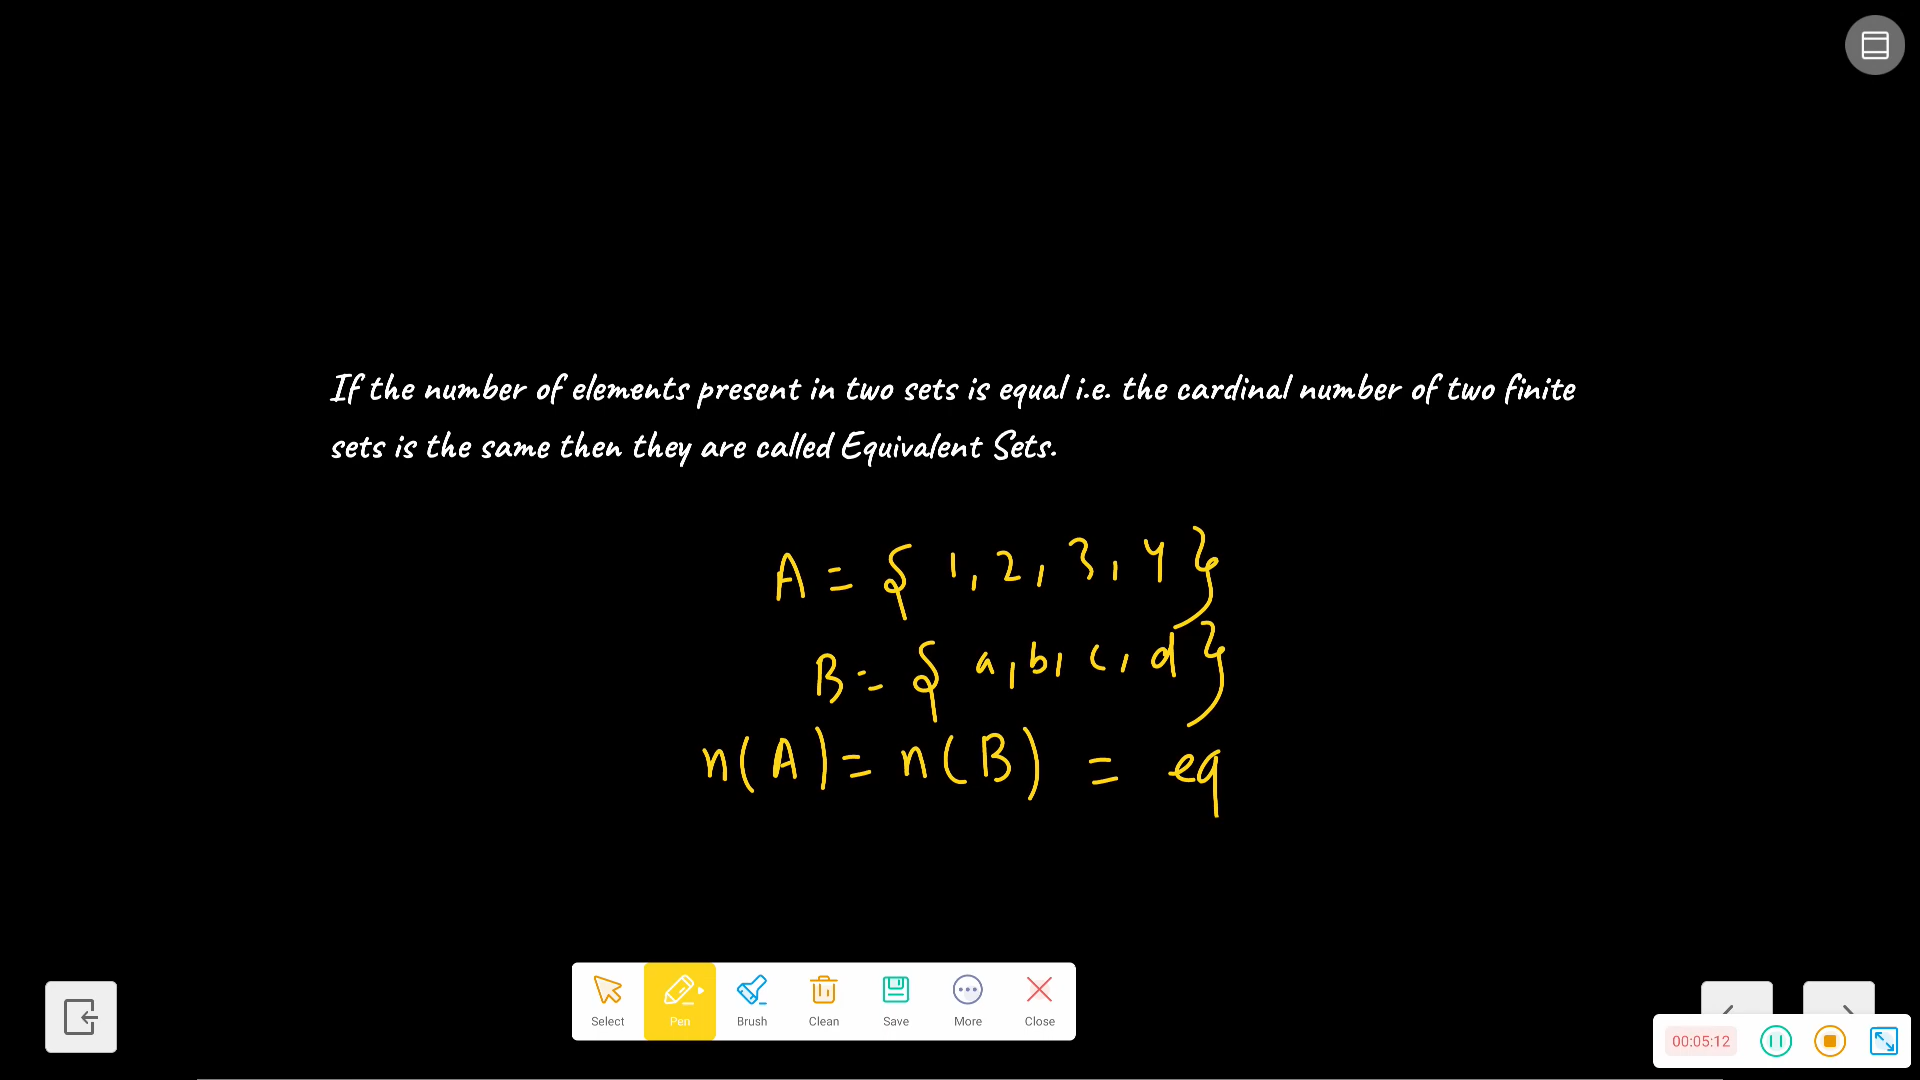 If the number of elements present in two sets is equal i.e. the cardinal number of two finite
sets is the same then they are called Equivalent Sets.
A = { 1, 2, 3, 4 }
B = { a, b, c, d }
n(A) = n(B) = eq
Select Pen Brush Clean Save More Close
00:05:12